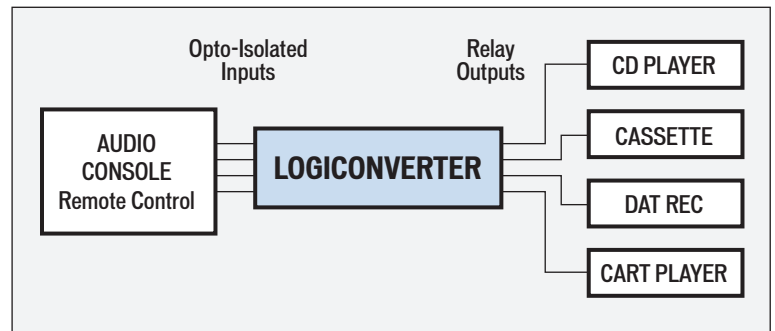 Opto-Isolated
Inputs
Relay
Outputs
AUDIO
CONSOLE
Remote Control
LOGICONVERTER
CD PLAYER
CASSETTE
DAT REC
CART PLAYER